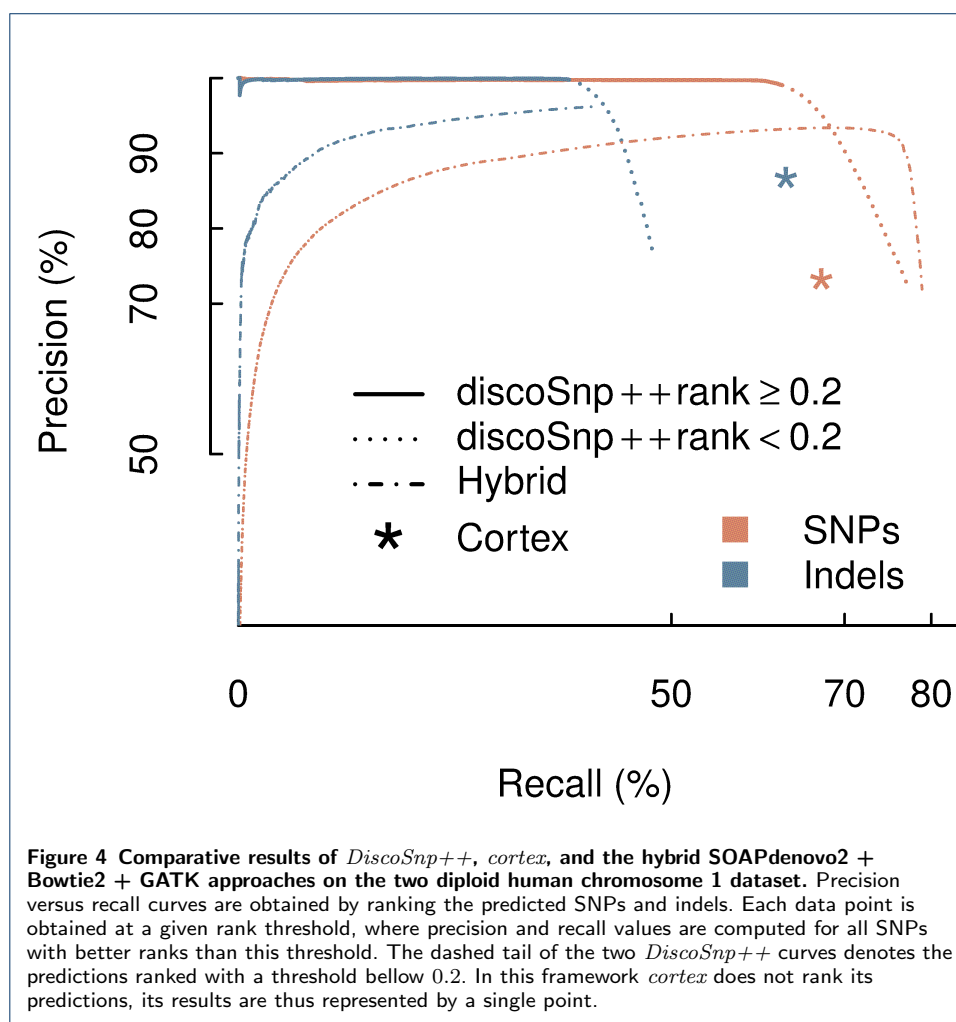 Precision (%)
90
80
70
50
discoSnp++rank ≥ 0.2
discoSnp++rank < 0.2
Hybrid
* Cortex
SNPs
Indels
0 50 70 80
Recall (%)
Figure 4 Comparative results of DiscoSnp++, cortex, and the hybrid SOAPdenovo2 +
Bowtie2 + GATK approaches on the two diploid human chromosome 1 dataset. Precision
versus recall curves are obtained by ranking the predicted SNPs and indels. Each data point is
obtained at a given rank threshold, where precision and recall values are computed for all SNPs
with better ranks than this threshold. The dashed tail of the two DiscoSnp++ curves denotes the
predictions ranked with a threshold bellow 0.2. In this framework cortex does not rank its
predictions, its results are thus represented by a single point.